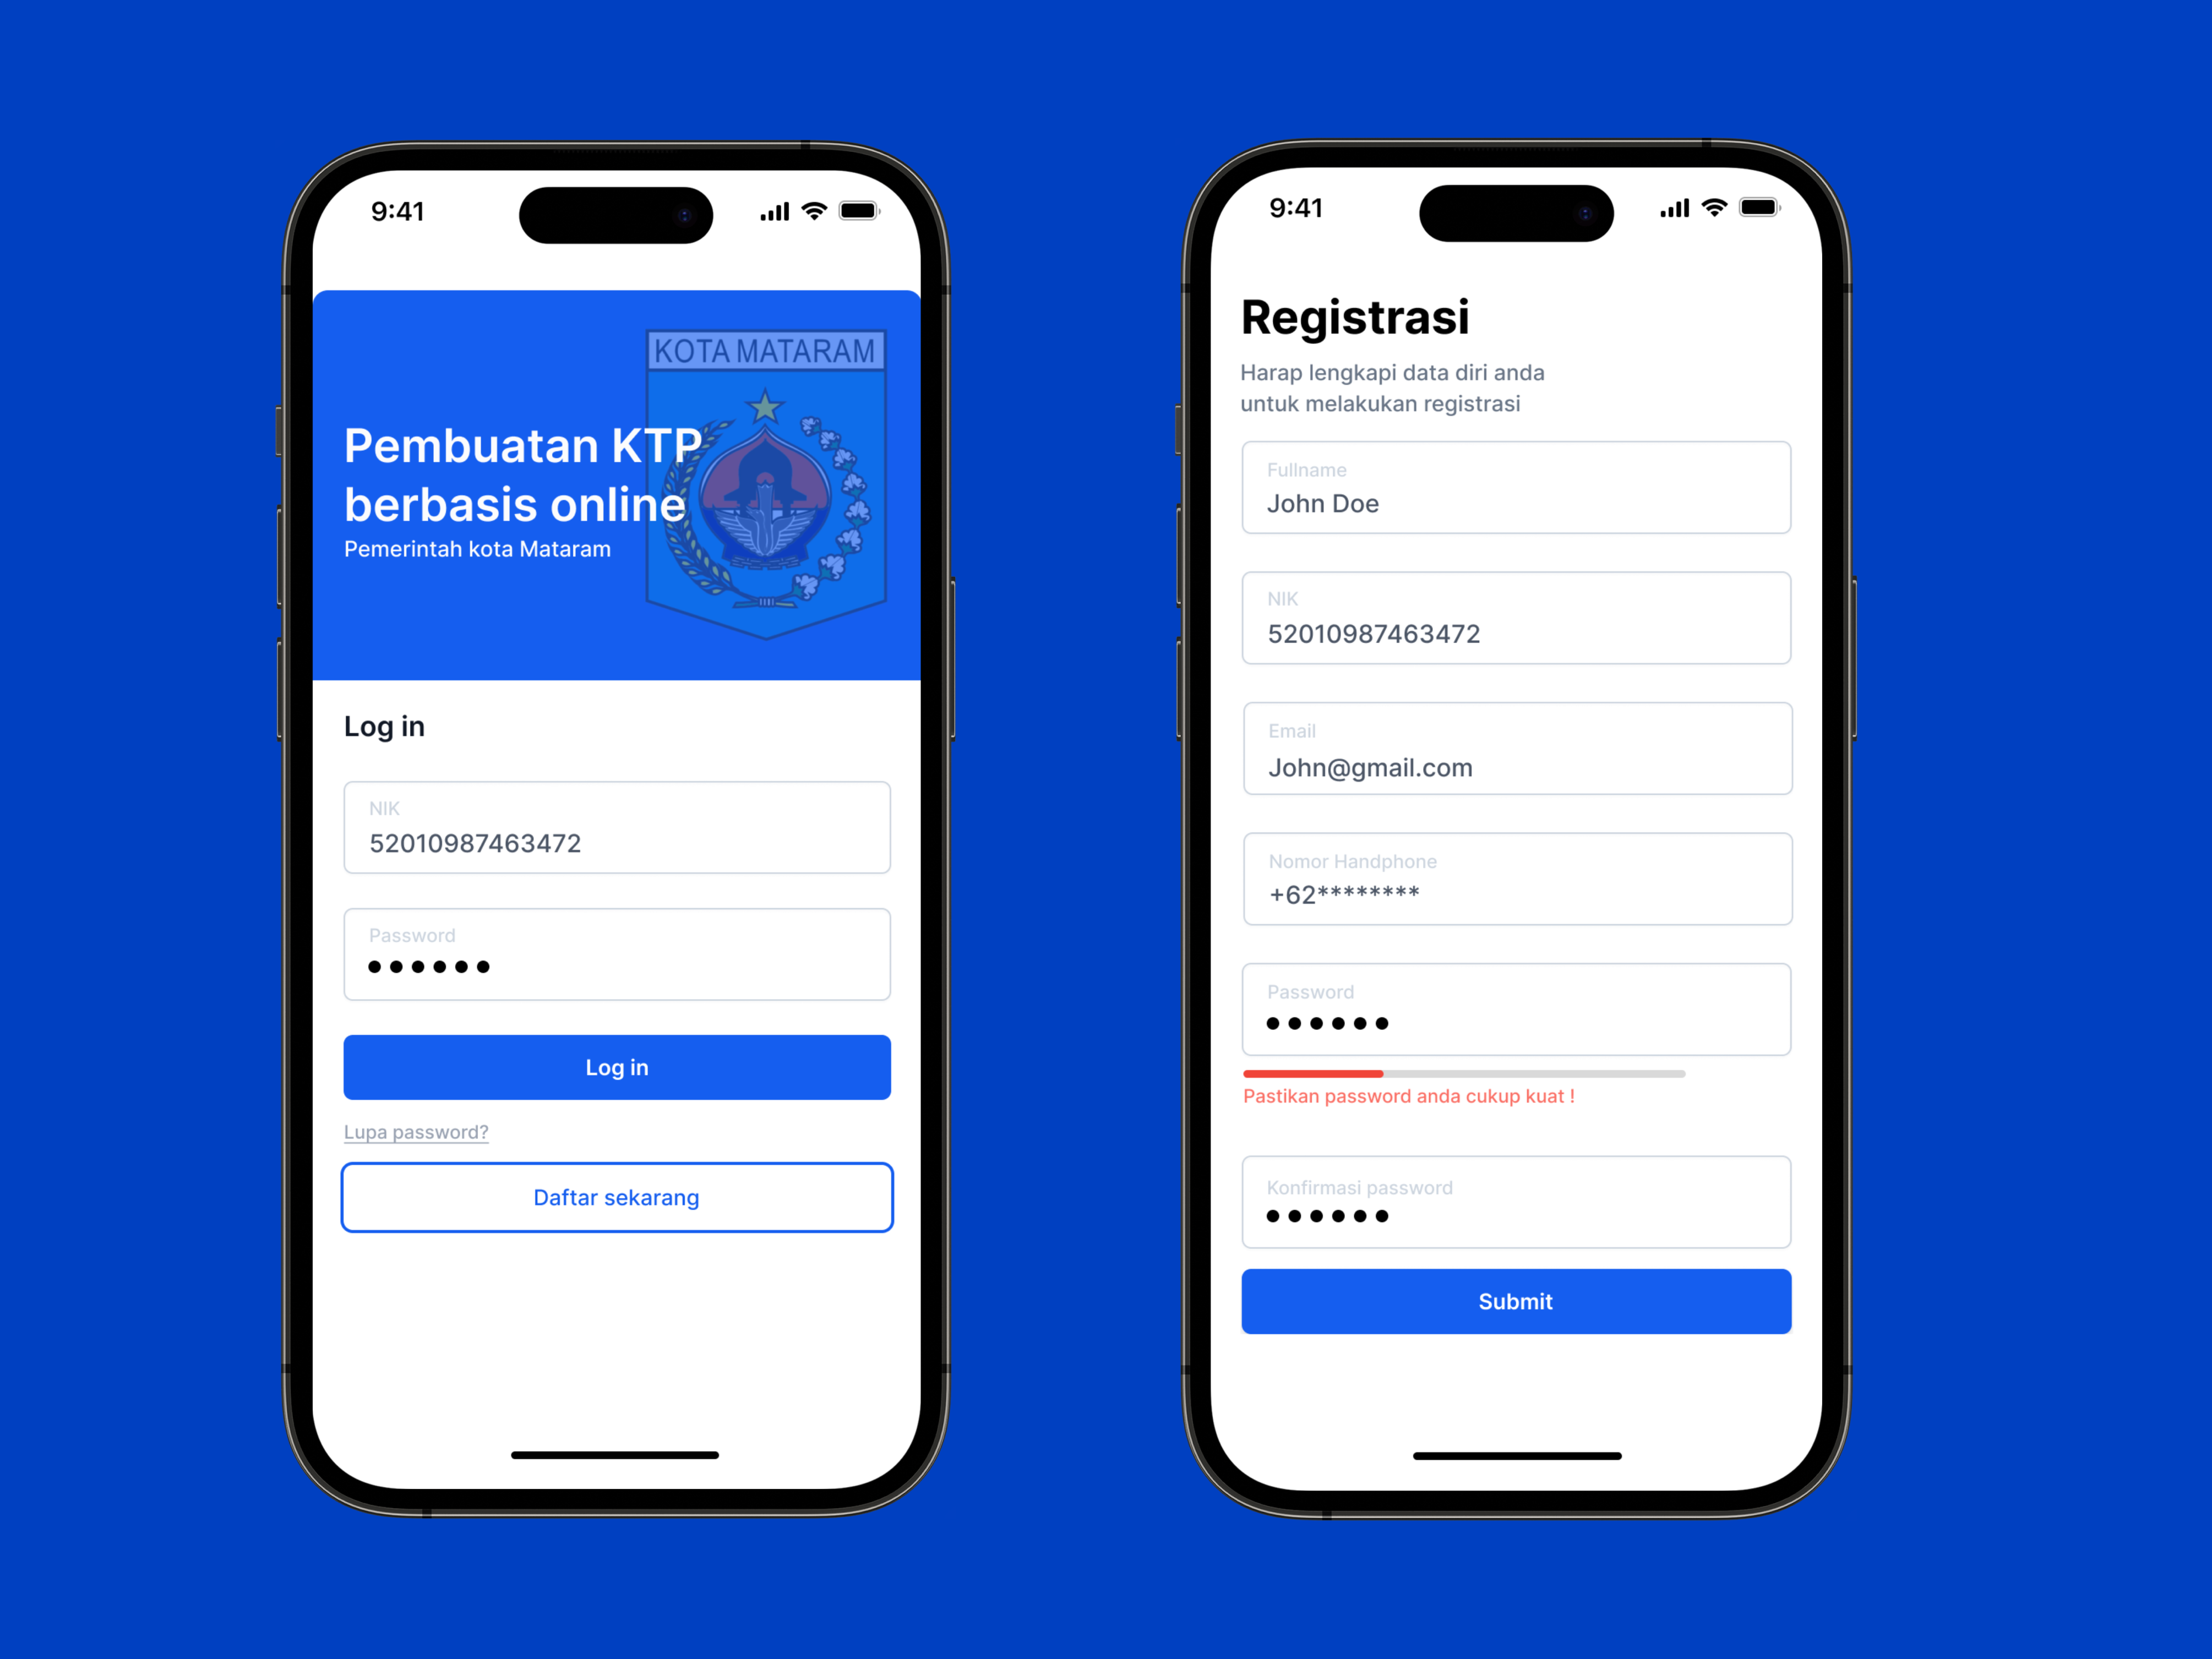 9:41
KOTA MATARAM
Pembuatan KTP
berbasis online
Pemerintah kota Mataram
Log in
NIK
52010987463472
Password
Log in
Lupa password?
Daftar sekarang
9:41
Registrasi
Harap lengkapi data diri anda
untuk melakukan registrasi
Fullname
John Doe
NIK
52010987463472
Email
John@gmail.com
Nomor Handphone
+62********
Password
Pastikan password anda cukup kuat !
Konfirmasi password
Submit